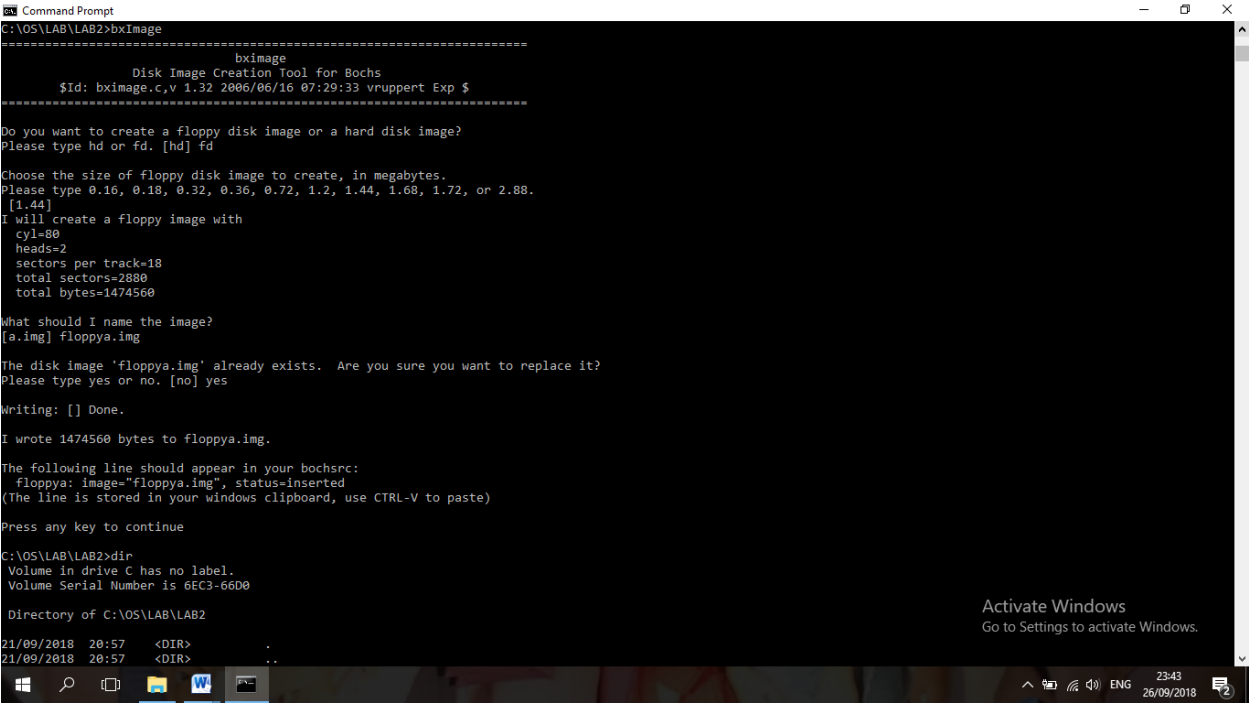 Command Prompt
C:\OS\LAB\LAB2>bxImage
========================================================================
bximage
Disk Image Creation Tool for Bochs
$Id: bximage.c,v 1.32 2006/06/16 07:29:33 vruppert Exp $
========================================================================
Do you want to create a floppy disk image or a hard disk image?
Please type hd or fd. [hd] fd
Choose the size of floppy disk image to create, in megabytes.
Please type 0.16, 0.18, 0.32, 0.36, 0.72, 1.2, 1.44, 1.68, 1.72, or 2.88.
[1.44]
I will create a floppy image with
cyl=80
heads=2
sectors per track=18
total sectors=2880
total bytes=1474560
What should I name the image?
[a.img] floppya.img
The disk image 'floppya.img' already exists.  Are you sure you want to replace it?
Please type yes or no. [no] yes
Writing: [] Done.
I wrote 1474560 bytes to floppya.img.
The following line should appear in your bochsrc:
floppya: image="floppya.img", status=inserted
(The line is stored in your windows clipboard, use CTRL-V to paste)
Press any key to continue
C:\OS\LAB\LAB2>dir
Volume in drive C has no label.
Volume Serial Number is 6EC3-66D0
Directory of C:\OS\LAB\LAB2
21/09/2018  20:57    <DIR>          .
21/09/2018  20:57    <DIR>          ..
Activate Windows
Go to Settings to activate Windows.
ENG
23:43
26/09/2018
2